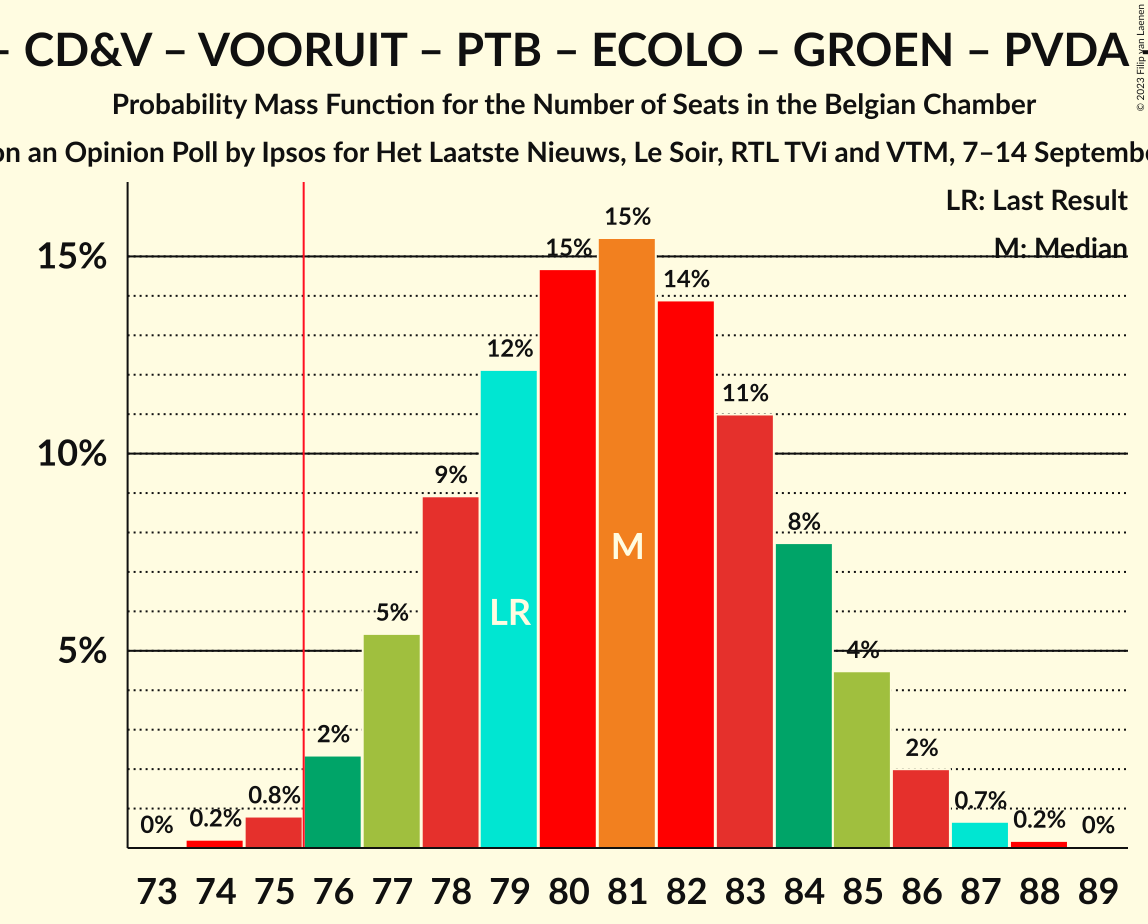 – CD&V – VOORUIT – PTB – ECOLO – GROEN – PVDA –
Probability Mass Function for the Number of Seats in the Belgian Chamber
on an Opinion Poll by Ipsos for Het Laatste Nieuws, Le Soir, RTL TVi and VTM, 7–14
© 2023 Filip van Laenen
LR: Last Result
M: Median
15%
10%
5%
0%
0.2%
0.8%
2%
5%
9%
12%
15%
15%
14%
11%
8%
4%
2%
0.7%
0.2%
0%
LR
M
73 74 75 76 77 78 79 80 81 82 83 84 85 86 87 88 89